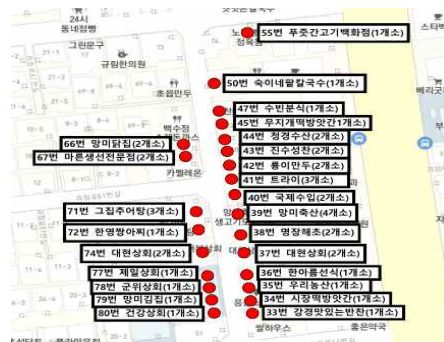 24시
동네점빵
그린문구
규림한의원
초읍만두
백수정
카멜레온
55번 푸줏간고기백화점(1개소)
50번 숙이네팥칼국수(1개소)
47번 수빈분식(1개소)
45번 무지개떡방앗간1개소)
44번 청경수산(2개소)
43번 진수성찬(2개소)
42번 룡이만두(2개소)
41번 트라이(3개소)
40번 국제수입(2개소)
39번 망미축산(4개소)
38번 명장해조(2개소)
37번 대현상회(2개소)
36번 한아름선식(1개소)
35번 우리농산(1개소)
34번 시장떡방앗간(1개소)
33번 강경맛있는반찬(1개소)
66번 망미닭집(2개소)
67번 마른생선전문점(2개소)
71번 그집추어탕(3개소)
72번 한영짱아찌(1개소)
74번 대현상회(2개소)
77번 제일상회(1개소)
78번 군위상회(1개소)
79번 망미김집(1개소)
80번 건강상회(1개소)
쌀하우스
좋은약국